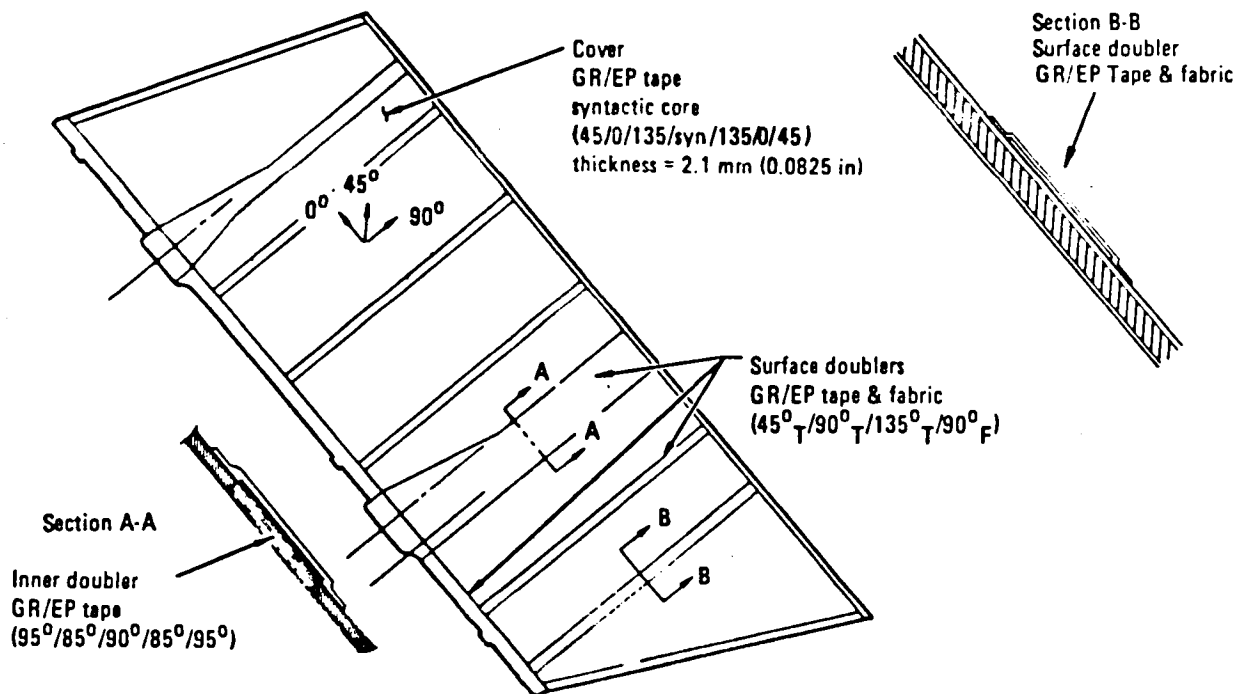 Cover
GR/EP tape
syntactic core
(45/0/135/syn/135/0/45)
thickness = 2.1 mm (0.0825 in)
Section B-B
Surface doubler
GR/EP Tape & fabric
0° 45° 90°
A
A
Surface doublers
GR/EP tape & fabric
(45°T/90°T/135°T/90°F)
B
B
Section A-A
Inner doubler
GR/EP tape
(95°/85°/90°/85°/95°)